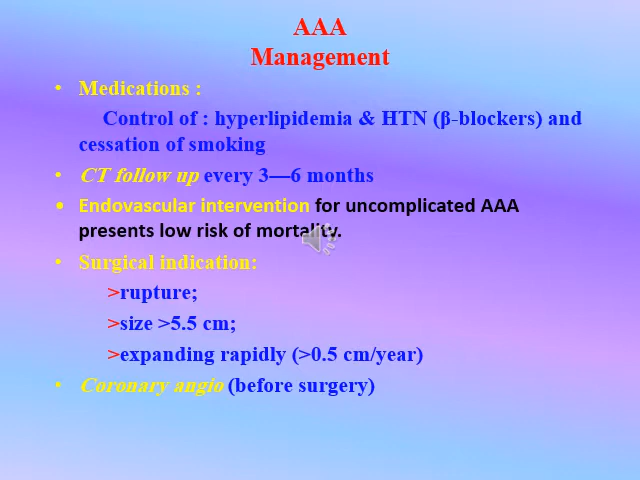 AAA
Management
• Medications :
Control of : hyperlipidemia & HTN (β-blockers) and
cessation of smoking
• CT follow up every 3—6 months
• Endovascular intervention for uncomplicated AAA
presents low risk of mortality.
• Surgical indication:
>rupture;
>size >5.5 cm;
>expanding rapidly (>0.5 cm/year)
• Coronary angio (before surgery)